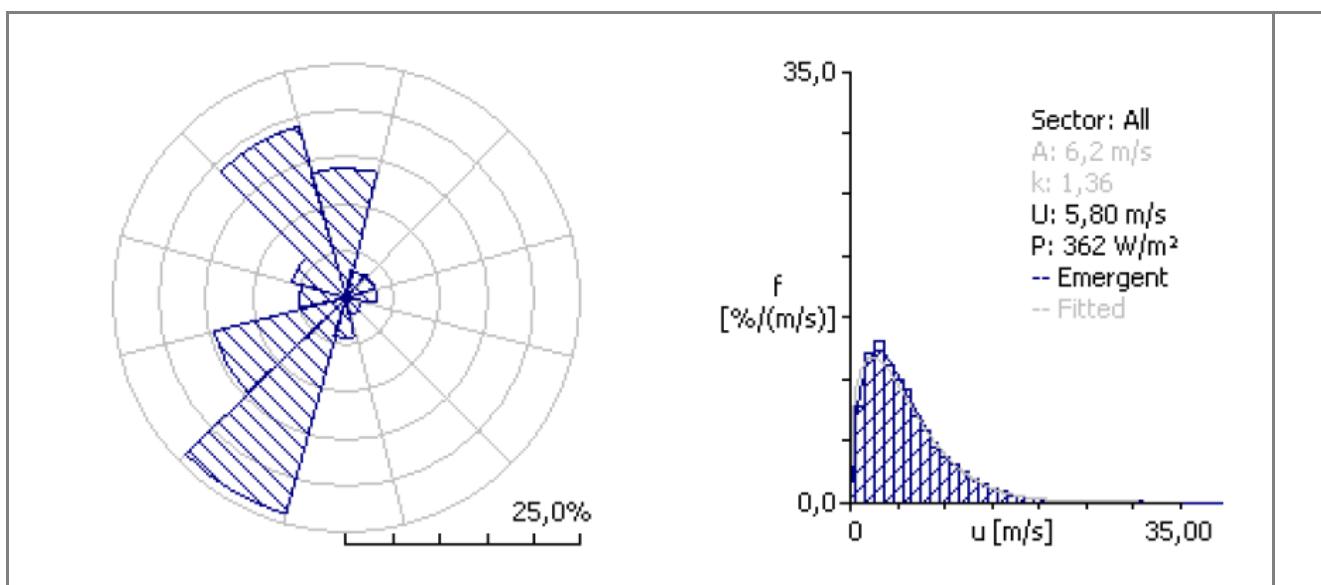 25,0%
35,0
f
[%/(m/s)]
0,0
0
u [m/s]
35,00
Sector: All
A: 6,2 m/s
k: 1,36
U: 5,80 m/s
P: 362 W/m²
-- Emergent
-- Fitted